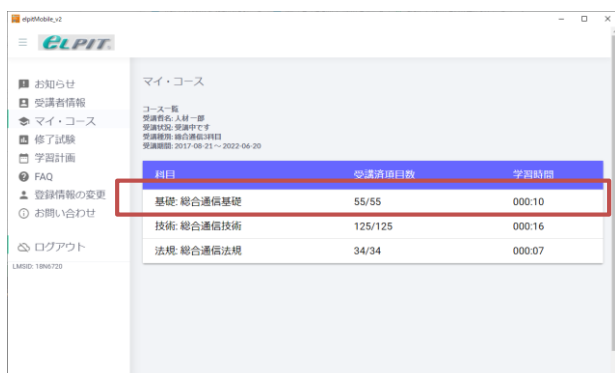 elpitMobile_v2
eLPIT.
お知らせ
受講者情報
マイ・コース
修了試験
学習計画
FAQ
登録情報の変更
お問い合わせ
ログアウト
LMSID: 18N6720
マイ・コース
コース一覧
受講者名: 人材 一郎
受講状況: 受講中です
受講種別: 総合通信3科目
受講期間: 2017-08-21 ～ 2022-06-20
科目 受講済項目数 学習時間
基礎: 総合通信基礎 55/55 000:10
技術: 総合通信技術 125/125 000:16
法規: 総合通信法規 34/34 000:07